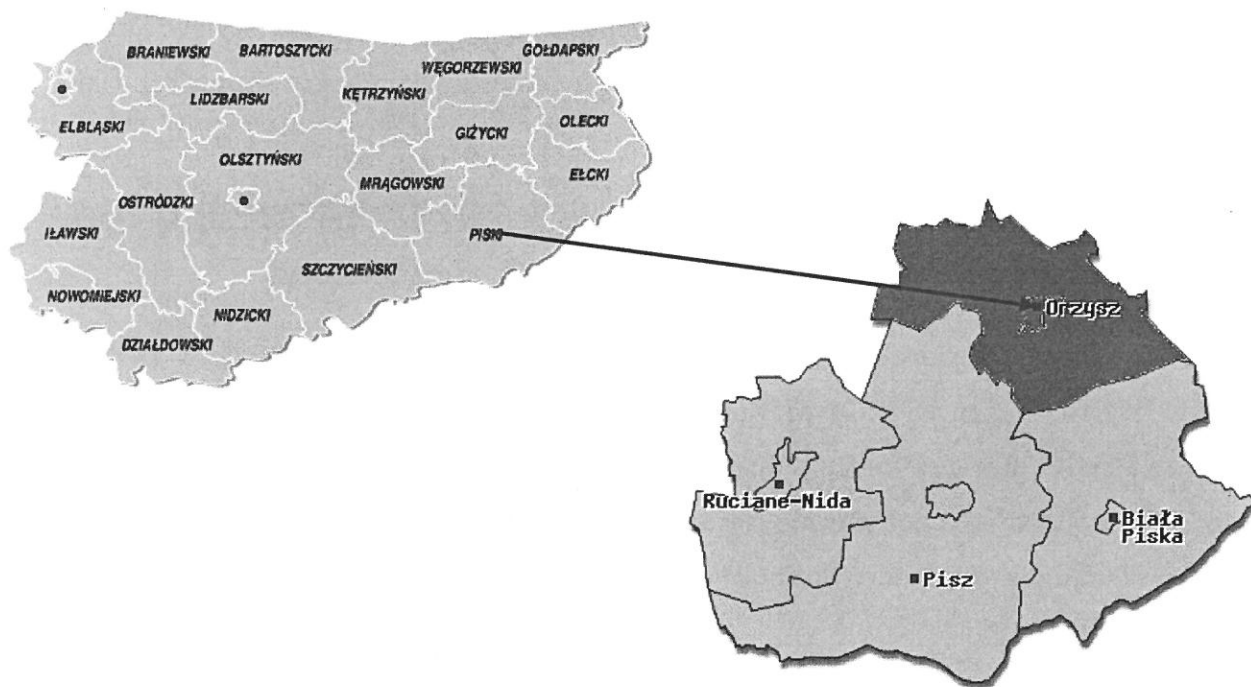 BRANIEWSKI
BARTOSZYCKI
GOŁDAPSKI
WĘGORZEWSKI
LIDZBARSKI
KĘTRZYŃSKI
ELBLĄSKI
GIŻYCKI
OLECKI
OLSZTYŃSKI
MRĄGOWSKI
EŁCKI
OSTRÓDZKI
IŁAWSKI
PISKI
SZCZYCIEŃSKI
NOWOMIEJSKI
NIDZICKI
DZIAŁDOWSKI
Orzysz
Ruciane-Nida
Biała
Piska
Pisz